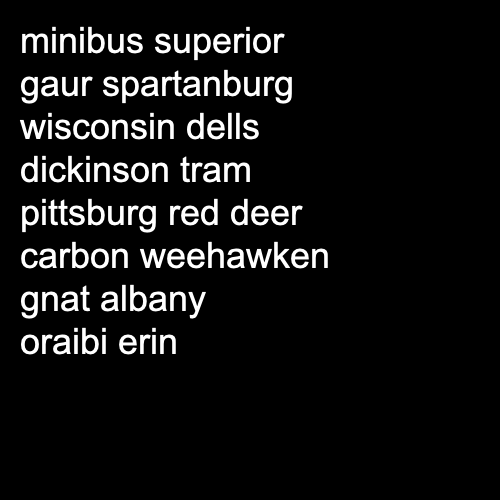 minibus superior
gaur spartanburg
wisconsin dells
dickinson tram
pittsburg red deer
carbon weehawken
gnat albany
oraibi erin